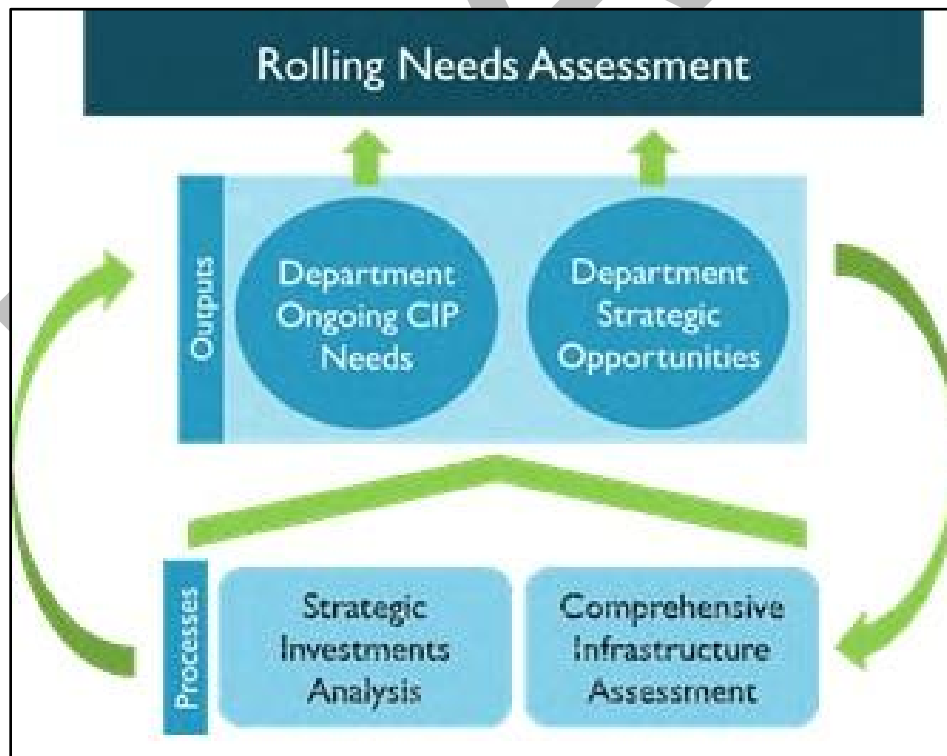 Rolling Needs Assessment
Outputs
Department
Ongoing CIP
Needs
Department
Strategic
Opportunities
Processes
Strategic
Investments
Analysis
Comprehensive
Infrastructure
Assessment